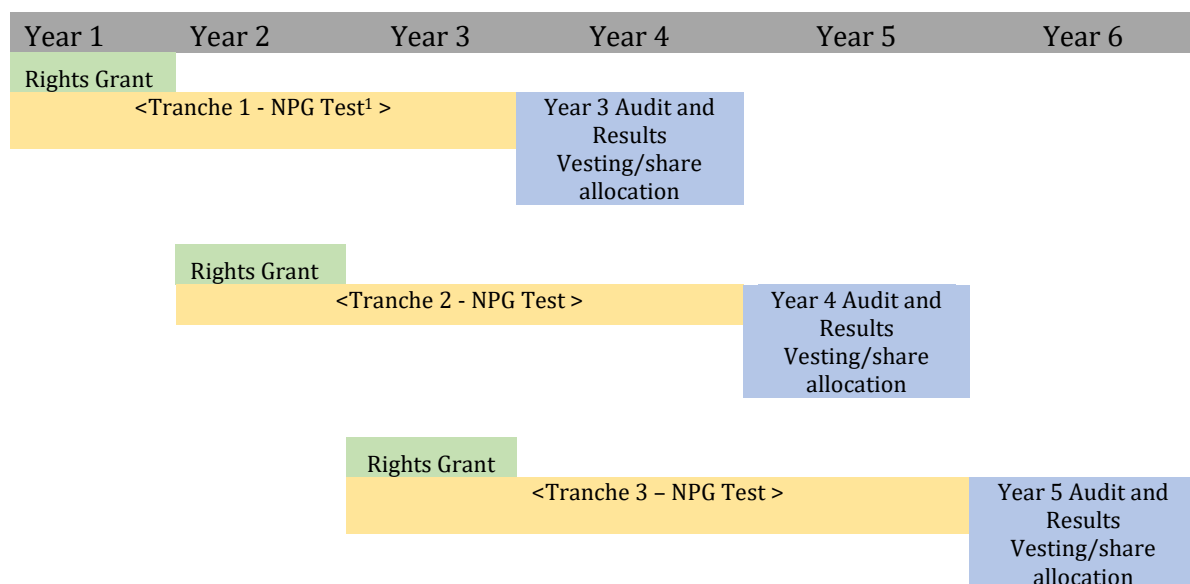 Year 1 Year 2 Year 3 Year 4 Year 5 Year 6
Rights Grant
<Tranche 1 - NPG Test¹ >
Year 3 Audit and
Results
Vesting/share
allocation
Rights Grant
<Tranche 2 - NPG Test >
Year 4 Audit and
Results
Vesting/share
allocation
Rights Grant
<Tranche 3 – NPG Test >
Year 5 Audit and
Results
Vesting/share
allocation